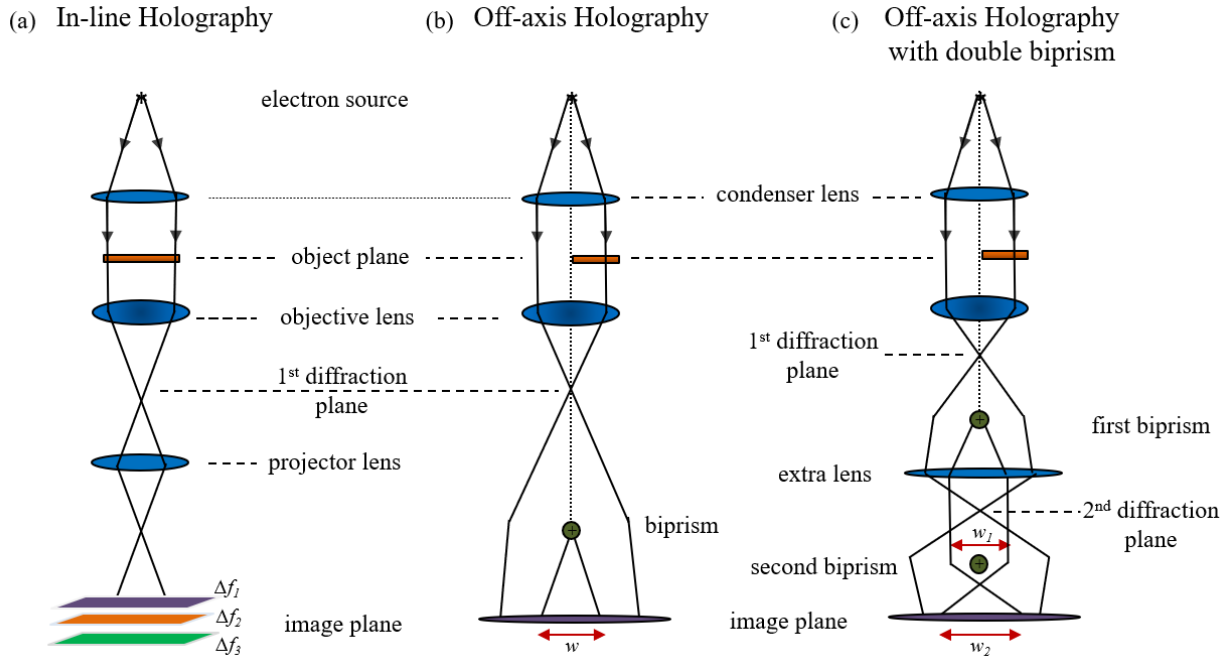 (a) In-line Holography
(b) Off-axis Holography
(c) Off-axis Holography
with double biprism
electron source
condenser lens
object plane
objective lens
1st diffraction
plane
1st diffraction
plane
projector lens
first biprism
extra lens
biprism
2nd diffraction
plane
w1
second biprism
Δf1
Δf2
Δf3
image plane
image plane
w
w2
+
+
+